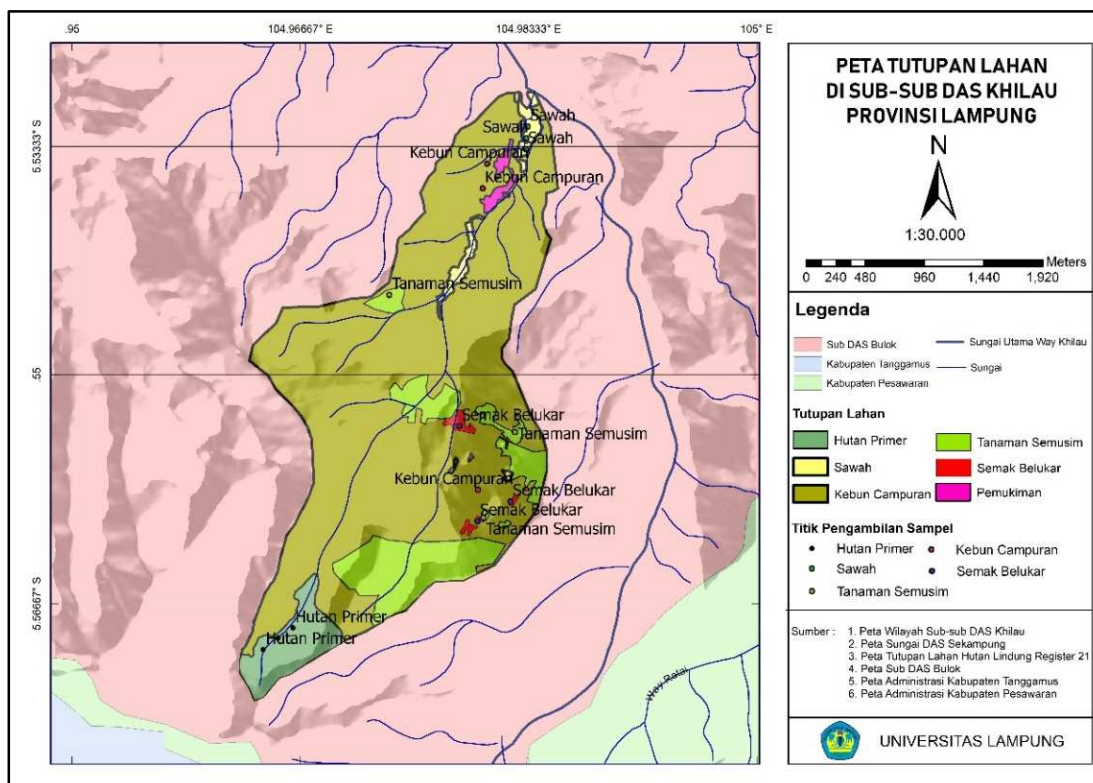 .95
104.96667° E
104.98333° E
105° E
5.53333° S
.55
5.56667° S
Sawah
Sawah
Sawah
Kebun Campuran
Kebun Campuran
Tanaman Semusim
Semak Belukar
Tanaman Semusim
Kebun Campuran
Semak Belukar
Semak Belukar
Tanaman Semusim
Hutan Primer
Hutan Primer
Way Ratai
PETA TUTUPAN LAHAN
DI SUB-SUB DAS KHILAU
PROVINSI LAMPUNG
N
1:30.000
Meters
0 240 480 960 1,440 1,920
Legenda
Sub DAS Bulok
Sungai Utama Way Khilau
Kabupaten Tanggamus
Sungai
Kabupaten Pesawaran
Tutupan Lahan
Hutan Primer
Tanaman Semusim
Sawah
Semak Belukar
Kebun Campuran
Pemukiman
Titik Pengambilan Sampel
Hutan Primer
Kebun Campuran
Sawah
Semak Belukar
Tanaman Semusim
Sumber : 1. Peta Wilayah Sub-sub DAS Khilau
2. Peta Sungai DAS Sekampung
3. Peta Tutupan Lahan Hutan Lindung Register 21
4. Peta Sub DAS Bulok
5. Peta Administrasi Kabupaten Tanggamus
6. Peta Administrasi Kabupaten Pesawaran
UNIVERSITAS LAMPUNG